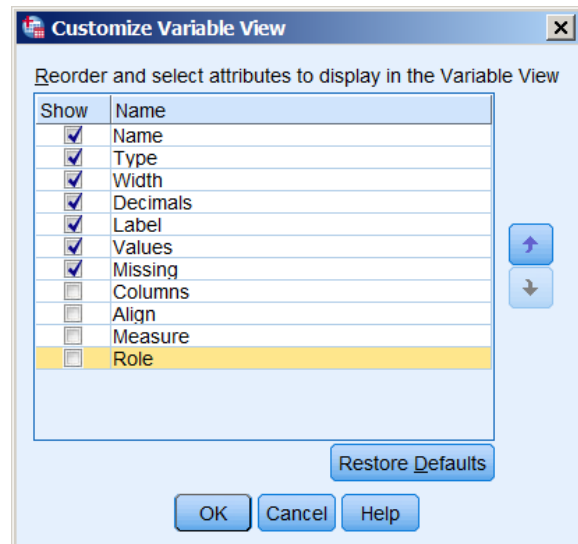 Customize Variable View
Reorder and select attributes to display in the Variable View
Show Name
Name
Type
Width
Decimals
Label
Values
Missing
Columns
Align
Measure
Role
Restore Defaults
OK Cancel Help